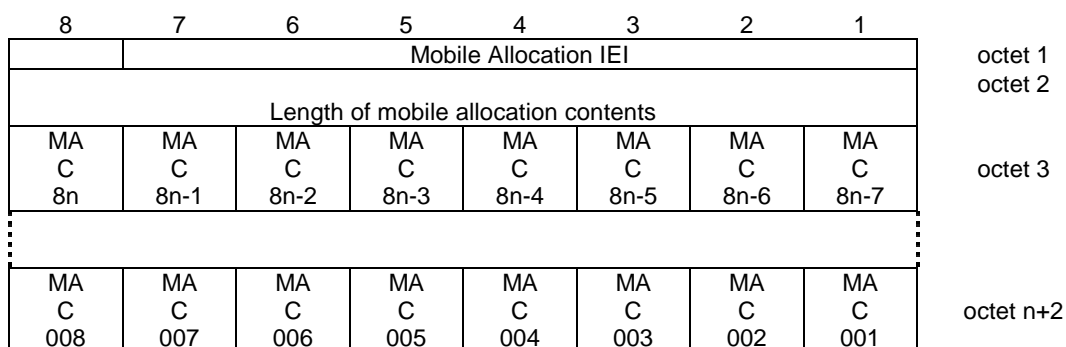 8 7 6 5 4 3 2 1
Mobile Allocation IEI octet 1
octet 2
Length of mobile allocation contents
MA MA MA MA MA MA MA MA
C C C C C C C C octet 3
8n 8n-1 8n-2 8n-3 8n-4 8n-5 8n-6 8n-7
MA MA MA MA MA MA MA MA
C C C C C C C C octet n+2
008 007 006 005 004 003 002 001